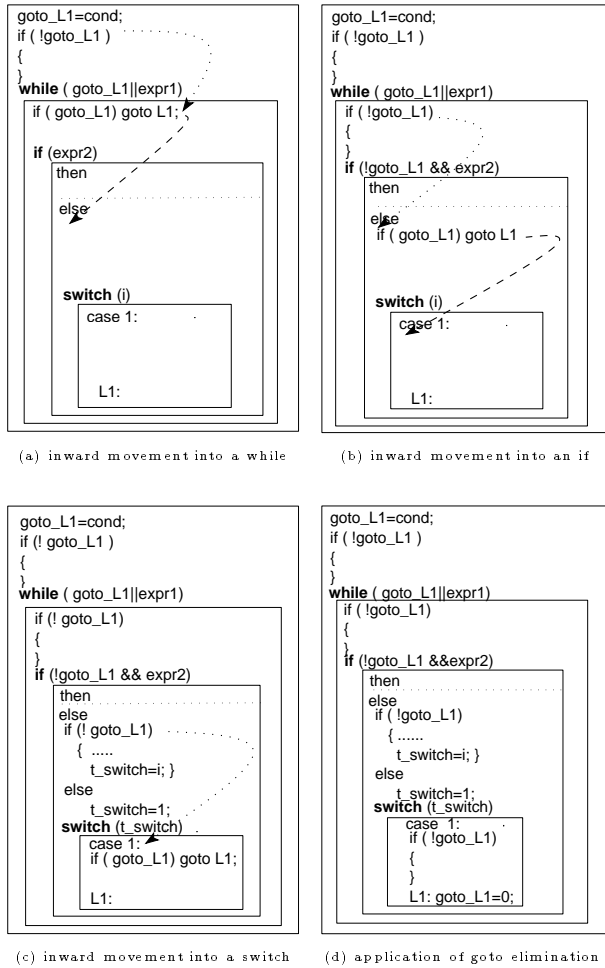 goto_L1=cond;
if ( !goto_L1 )
{
}
while ( goto_L1||expr1)
if ( goto_L1) goto L1;
if (expr2)
then
else
switch (i)
case 1:
L1:
(a) inward movement into a while
goto_L1=cond;
if ( !goto_L1 )
{
}
while ( goto_L1||expr1)
if ( !goto_L1)
{
}
if (!goto_L1 && expr2)
then
else
if ( goto_L1) goto L1
switch (i)
case 1:
L1:
(b) inward movement into an if
goto_L1=cond;
if (! goto_L1 )
{
}
while ( goto_L1||expr1)
if (! goto_L1)
{
}
if (!goto_L1 && expr2)
then
else
if (! goto_L1)
{ .....
t_switch=i; }
else
t_switch=1;
switch (t_switch)
case 1:
if ( goto_L1) goto L1;
L1:
(c) inward movement into a switch
goto_L1=cond;
if ( !goto_L1 )
{
}
while ( goto_L1||expr1)
if ( !goto_L1)
{
}
if (!goto_L1 &&expr2)
then
else
if ( !goto_L1)
{ ......
t_switch=i; }
else
t_switch=1;
switch (t_switch)
case 1:
if ( !goto_L1)
{
}
L1: goto_L1=0;
(d) application of goto elimination